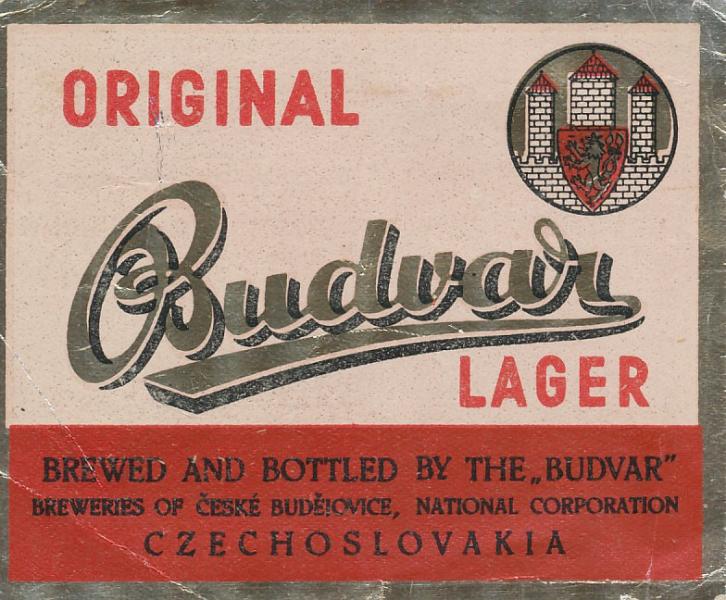 ORIGINAL
Budvar
LAGER
BREWED AND BOTTLED BY THE „BUDVAR”
BREWERIES OF ČESKÉ BUDĚJOVICE, NATIONAL CORPORATION
CZECHOSLOVAKIA